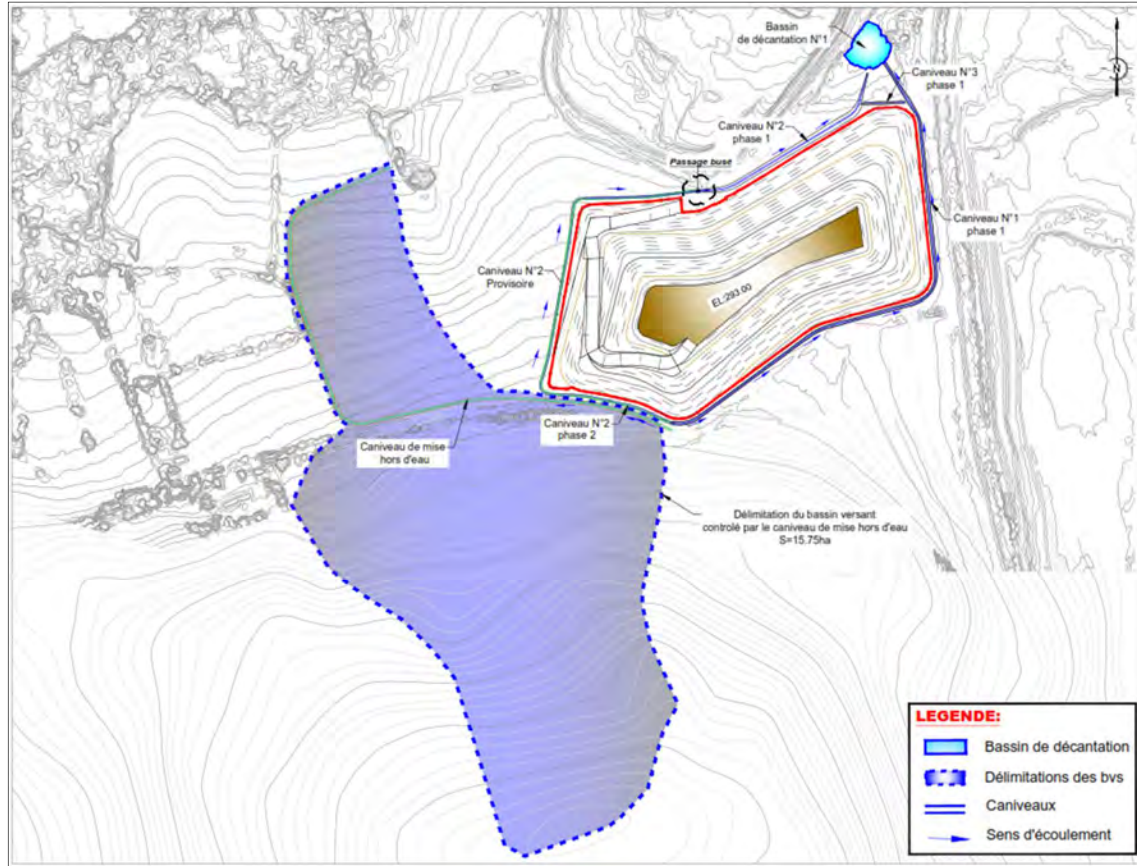 Bassin
de décantation N°1
N
Caniveau N°3
phase 1
Caniveau N°2
phase 1
Passage busé
Caniveau N°1
phase 1
Caniveau N°2
Provisoire
EL:293.00
Caniveau N°2
phase 2
Caniveau de mise
hors d'eau
Délimitation du bassin versant
controlé par le caniveau de mise hors d'eau
S=15.75ha
LEGENDE:
Bassin de décantation
Délimitations des bvs
Caniveaux
Sens d'écoulement